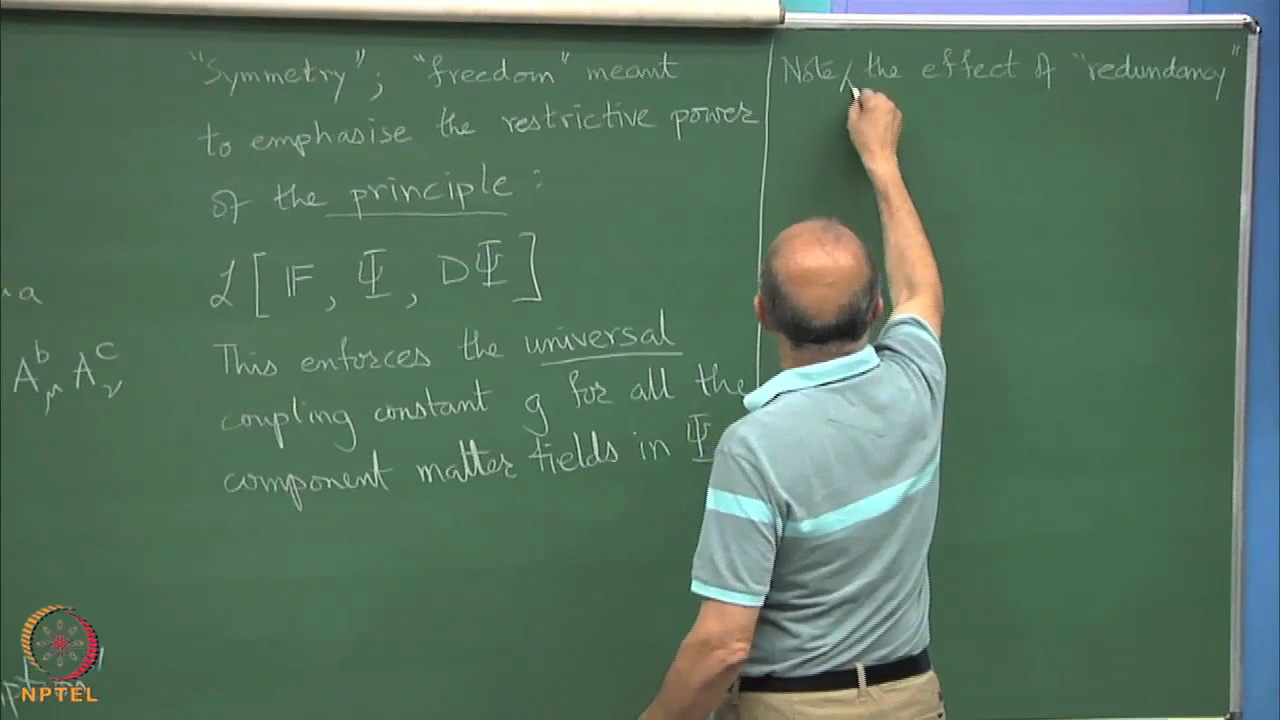 "Symmetry"; "freedom" meant
to emphasise the restrictive power
of the principle:
ℒ[𝔽, Ψ, DΨ]
This enforces the universal
coupling constant g for all the
component matter fields in Ψ
a
A^b_μ A^c_ν
Note, the effect of "redundancy"
NPTEL